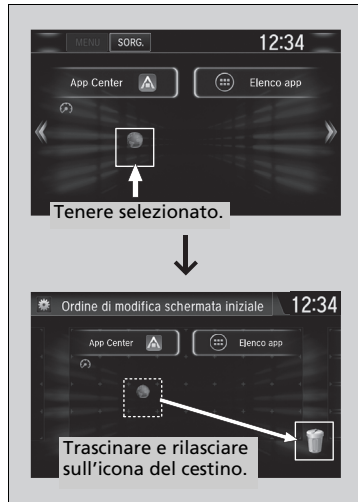 MENU
SORG.
12:34
App Center
Elenco app
Tenere selezionato.
Ordine di modifica schermata iniziale
12:34
App Center
Elenco app
Trascinare e rilasciare
sull'icona del cestino.